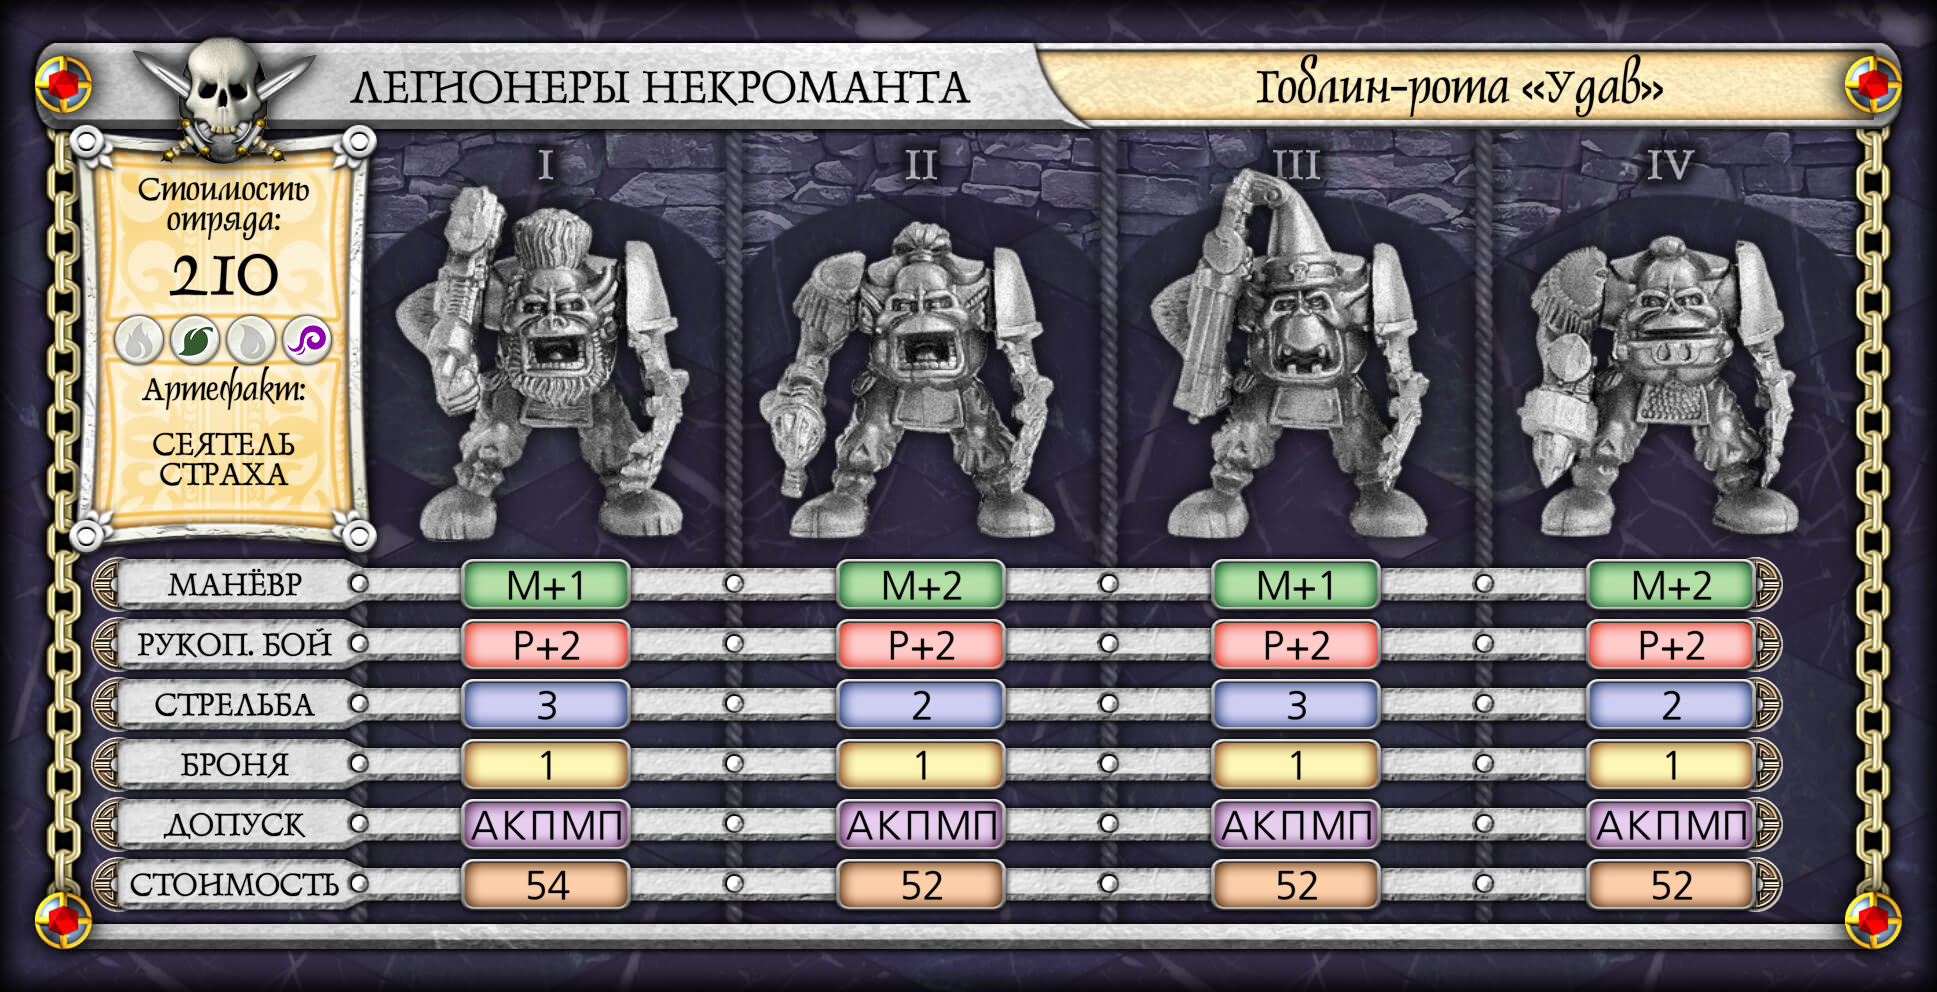 ЛЕГИОНЕРЫ НЕКРОМАНТА
Гоблин-рота «Удав»
Стоимость
отряда:
210
Артефакт:
СЕЯТЕЛЬ
СТРАХА
I II III IV
МАНЁВР М+1 М+2 М+1 М+2
РУКОП. БОЙ Р+2 Р+2 Р+2 Р+2
СТРЕЛЬБА 3 2 3 2
БРОНЯ 1 1 1 1
ДОПУСК АКПМП АКПМП АКПМП АКПМП
СТОИМОСТЬ 54 52 52 52